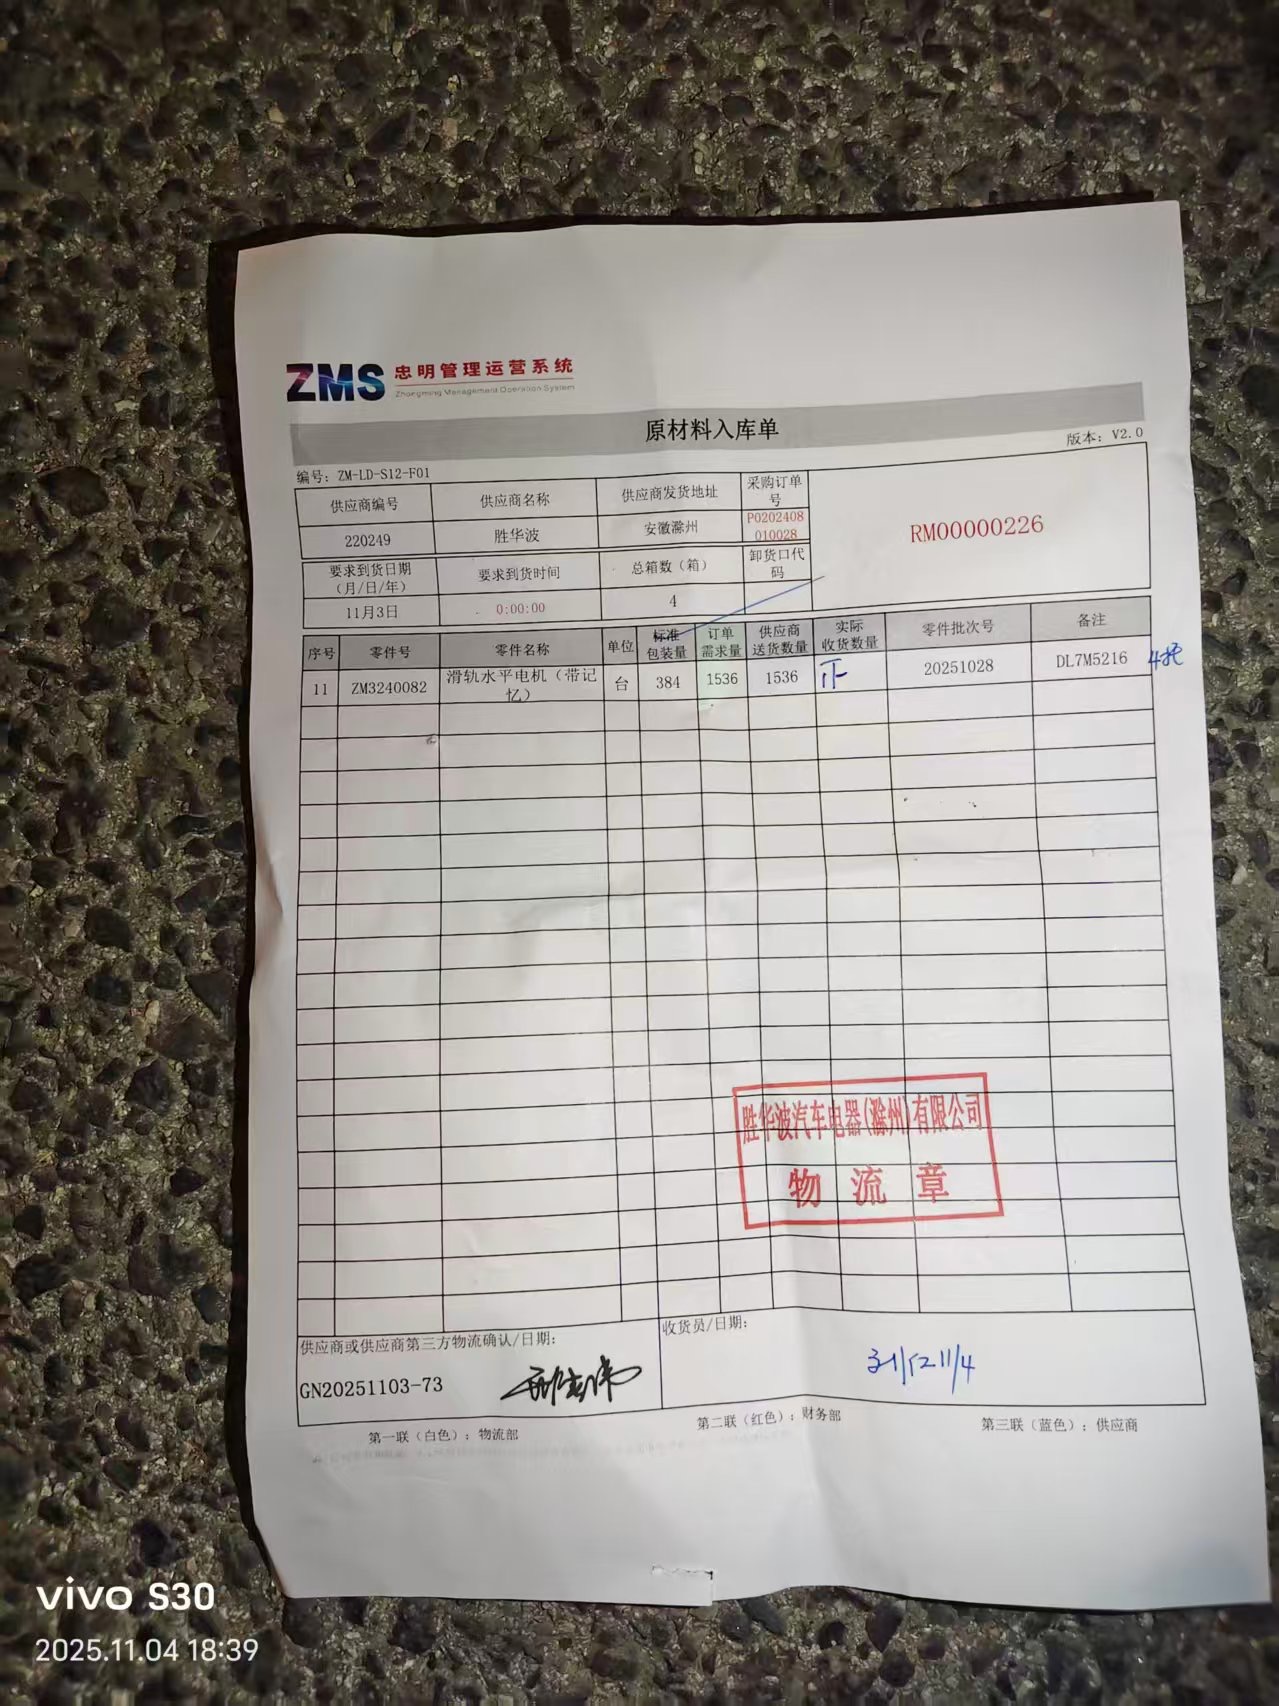 ZMS 忠明管理运营系统
Zhongming Management Operation System
原材料入库单
编号：ZM-LD-S12-F01
版本：V2.0
供应商编号 供应商名称 供应商发货地址 采购订单号
220249 胜华波 安徽滁州 P0202408010028
RM00000226
要求到货日期（月/日/年） 要求到货时间 总箱数（箱） 卸货口代码
11月3日 0:00:00 4
序号 零件号 零件名称 单位 标准包装量 订单需求量 供应商送货数量 实际收货数量 零件批次号 备注
11 ZM3240082 滑轨水平电机（带记忆） 台 384 1536 1536 20251028 DL7M5216 4托
胜华波汽车电器(滁州)有限公司
物流章
供应商或供应商第三方物流确认/日期：
收货员/日期：
GN20251103-73
11/4
第一联（白色）：物流部 第二联（红色）：财务部 第三联（蓝色）：供应商
vivo S30
2025.11.04 18:39